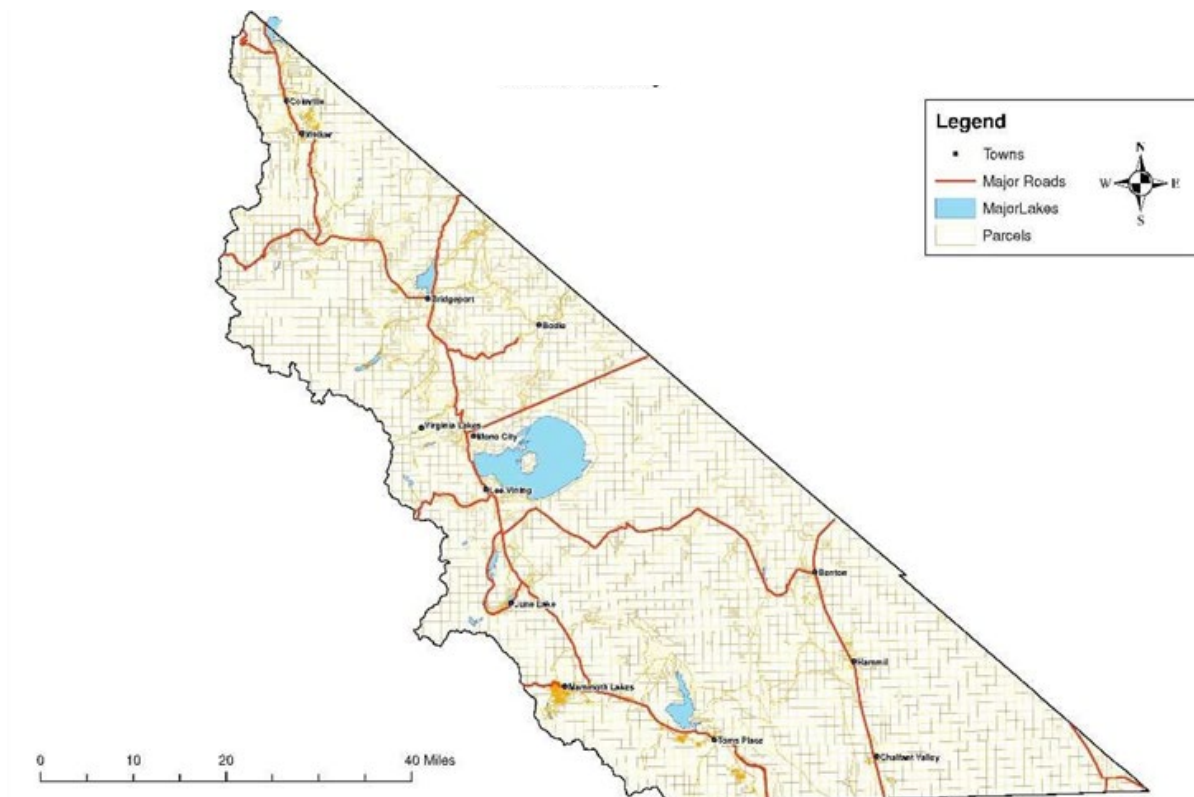 Coleville
Walker
Bridgeport
Bodie
Virginia Lakes
Mono City
Lee Vining
Benton
June Lake
Hammil
Mammoth Lakes
Toms Place
Chalfant Valley
0 20 40 Miles
Legend
Towns
Major Roads
MajorLakes
Parcels
N
W E
S